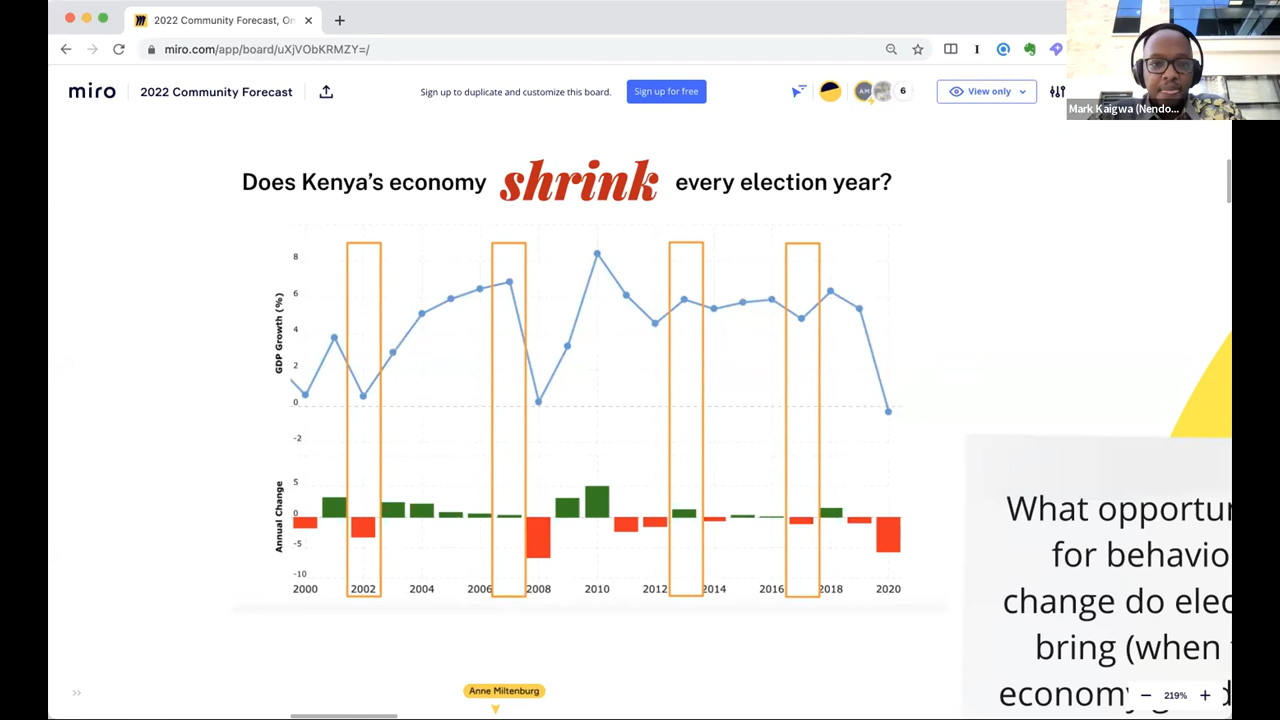 2022 Community Forecast, On
miro.com/app/board/uXjVObKRMZY=/
miro
2022 Community Forecast
Sign up to duplicate and customize this board.
Sign up for free
AM
6
View only
Mark Kaigwa (Nendo...
Does Kenya's economy shrink every election year?
GDP Growth (%)
8
6
4
2
0
-2
Annual Change
5
0
-5
-10
2000 2002 2004 2006 2008 2010 2012 2014 2016 2018 2020
What opportu
for behavio
change do elec
bring (when
economy
Anne Miltenburg
219%